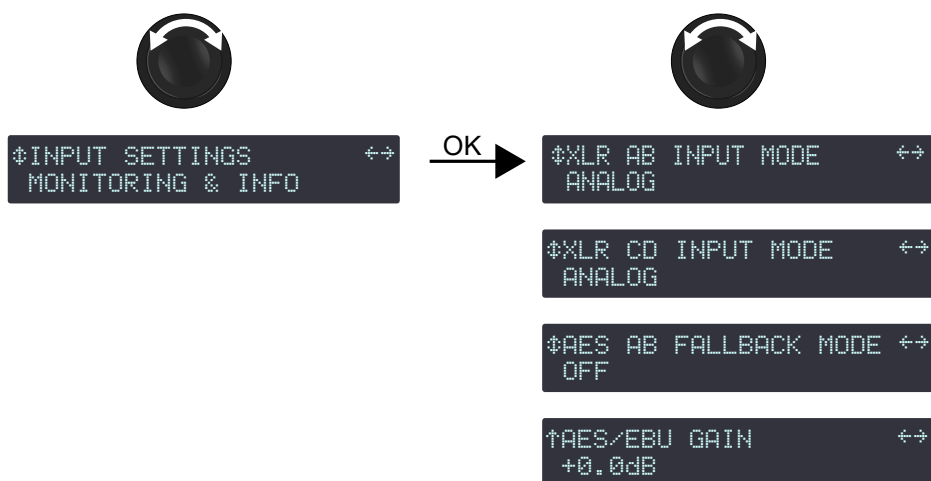 ↕INPUT SETTINGS ↔
MONITORING & INFO
OK
↕XLR AB INPUT MODE ↔
ANALOG
↕XLR CD INPUT MODE ↔
ANALOG
↕AES AB FALLBACK MODE ↔
OFF
↑AES/EBU GAIN ↔
+0.0dB